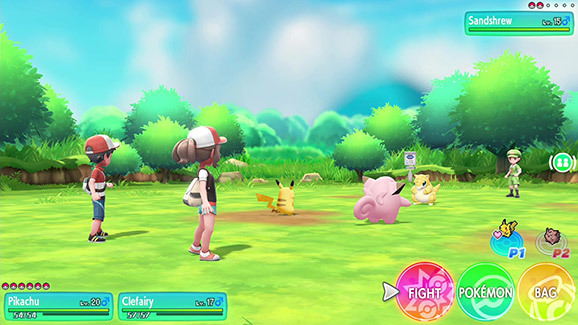 Sandshrew Lv. 15♂
P1 P2
Pikachu Lv. 20♂ Clefairy Lv. 17♂
54/54 57/57
FIGHT POKÉMON BAG